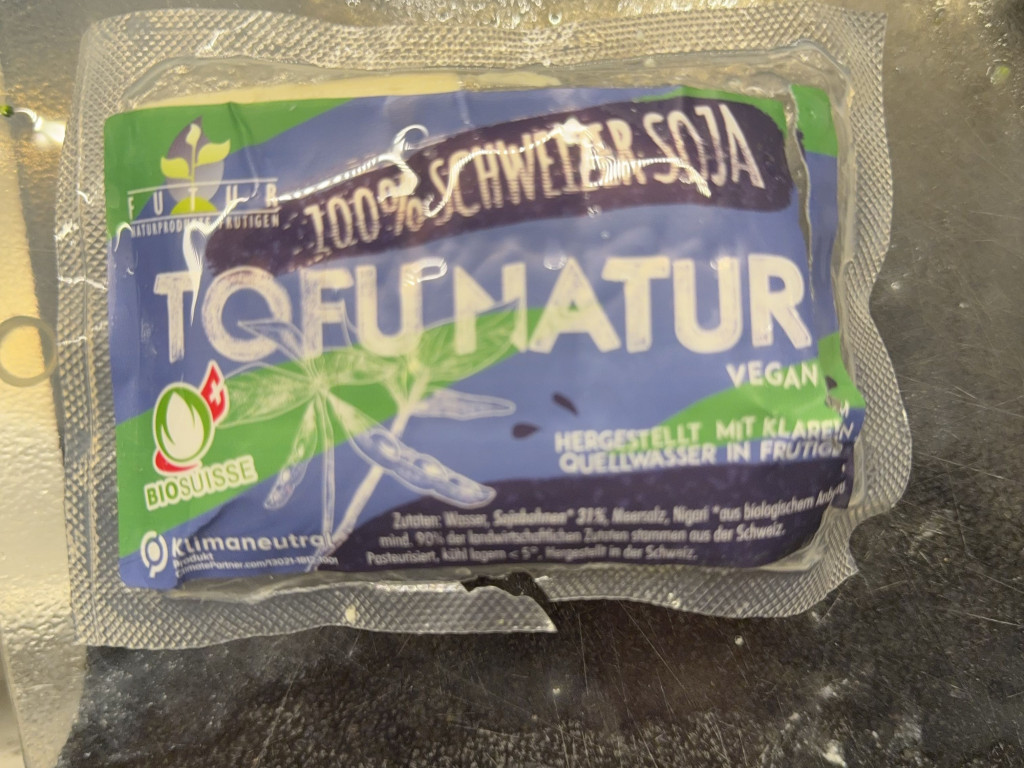 100% SCHWEIZER SOJA
FUTUR
NATURPRODUKTE FRUTIGEN
TOFU NATUR
VEGAN
HERGESTELLT MIT KLAREM
QUELLWASSER IN
BIOSUISSE
Zutaten: Wasser, Sojabohnen* 31%, Meersalz, Nigari *aus biologischem
mind. 90% der landwirtschaftlichen Zutaten stammen aus der Schweiz.
Pasteurisiert, kühl lagern < 5°. Hergestellt in der Schweiz.
Klimaneutral
Produkt